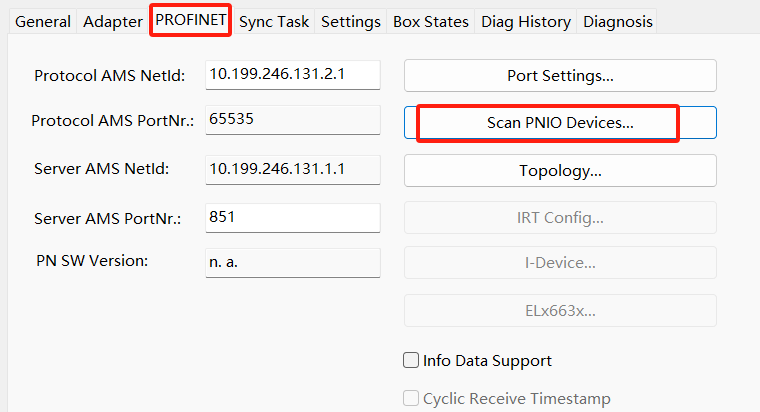 General Adapter PROFINET Sync Task Settings Box States Diag History Diagnosis
Protocol AMS NetId: 10.199.246.131.2.1 Port Settings...
Protocol AMS PortNr.: 65535 Scan PNIO Devices...
Server AMS NetId: 10.199.246.131.1.1 Topology...
Server AMS PortNr.: 851 IRT Config...
PN SW Version: n. a. I-Device...
ELx663x...
Info Data Support
Cyclic Receive Timestamp